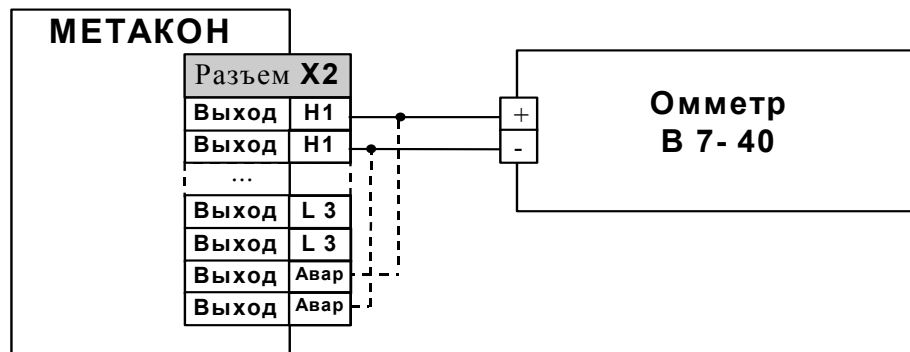 МЕТАКОН
Разъем X2
Выход H1
Выход H1
...
Выход L 3
Выход L 3
Выход Авар
Выход Авар
+
-
Омметр
В 7- 40